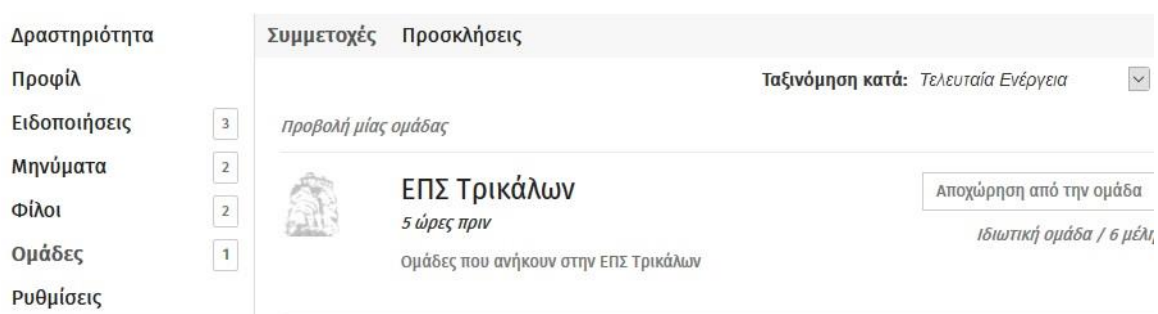 Δραστηριότητα
Προφίλ
Ειδοποιήσεις 3
Μηνύματα 2
Φίλοι 2
Ομάδες 1
Ρυθμίσεις
Συμμετοχές Προσκλήσεις
Ταξινόμηση κατά: Τελευταία Ενέργεια
Προβολή μίας ομάδας
ΕΠΣ Τρικάλων
5 ώρες πριν
Ομάδες που ανήκουν στην ΕΠΣ Τρικάλων
Αποχώρηση από την ομάδα
Ιδιωτική ομάδα / 6 μέλη